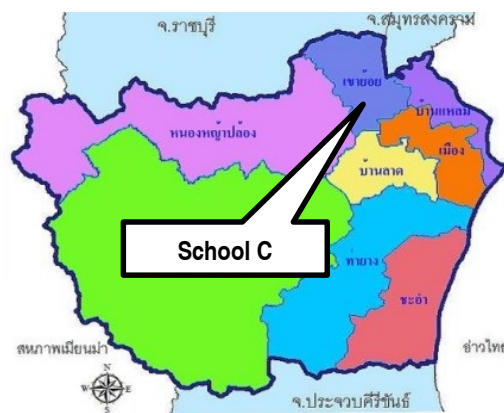 จ.ราชบุรี
จ.สมุทรสงคราม
เขาย้อย
บ้านแหลม
หนองหญ้าปล้อง
เมือง
บ้านลาด
School C
ท่ายาง
ชะอำ
สหภาพเมียนม่า
อ่าวไทย
N
W E
S
จ.ประจวบคีรีขันธ์